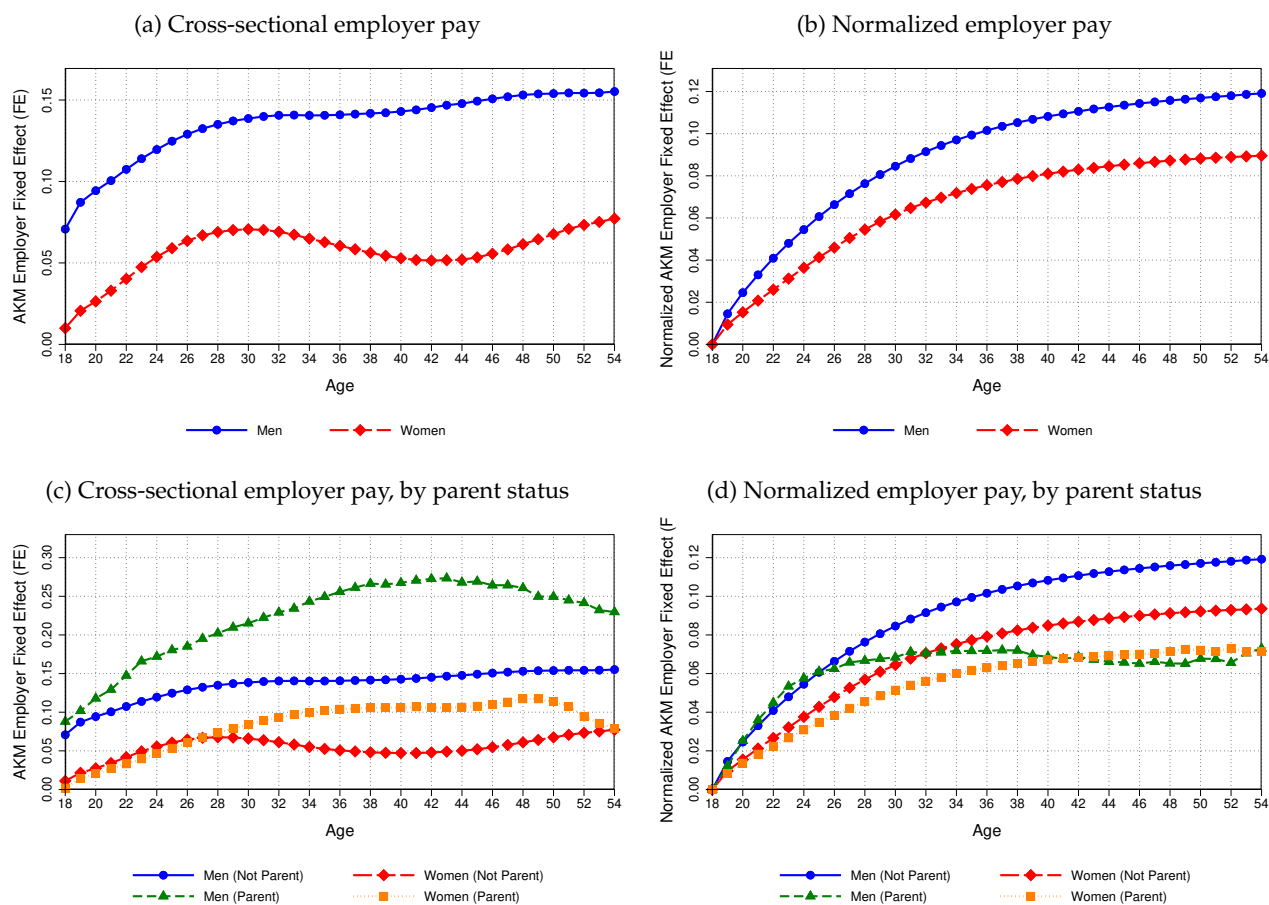 (a) Cross-sectional employer pay
AKM Employer Fixed Effect (FE)
0.15
0.10
0.05
0.00
18 20 22 24 26 28 30 32 34 36 38 40 42 44 46 48 50 52 54
Age
Men Women
(b) Normalized employer pay
Normalized AKM Employer Fixed Effect (FE
0.12
0.10
0.08
0.06
0.04
0.02
0.00
18 20 22 24 26 28 30 32 34 36 38 40 42 44 46 48 50 52 54
Age
Men Women
(c) Cross-sectional employer pay, by parent status
AKM Employer Fixed Effect (FE)
0.30
0.25
0.20
0.15
0.10
0.05
0.00
18 20 22 24 26 28 30 32 34 36 38 40 42 44 46 48 50 52 54
Age
Men (Not Parent) Women (Not Parent)
Men (Parent) Women (Parent)
(d) Normalized employer pay, by parent status
Normalized AKM Employer Fixed Effect (F
0.12
0.10
0.08
0.06
0.04
0.02
0.00
18 20 22 24 26 28 30 32 34 36 38 40 42 44 46 48 50 52 54
Age
Men (Not Parent) Women (Not Parent)
Men (Parent) Women (Parent)